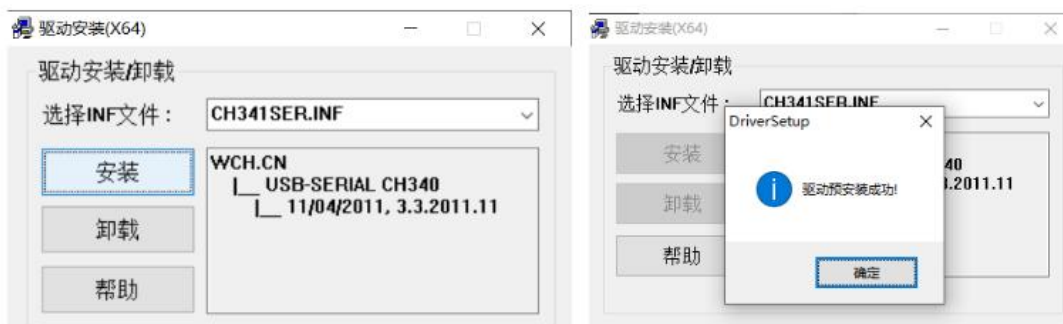 驱动安装(X64)
驱动安装/卸载
选择INF文件：
CH341SER.INF
安装
卸载
帮助
WCH.CN
|__ USB-SERIAL CH340
|__ 11/04/2011, 3.3.2011.11
驱动安装(X64)
驱动安装/卸载
选择INF文件：
CH341SER.INF
安装
卸载
帮助
DriverSetup
驱动预安装成功!
确定
40
3.2011.11